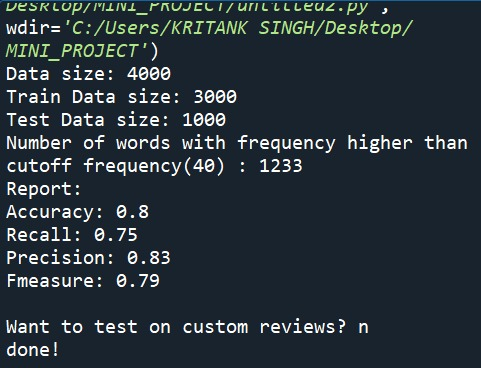 Desktop/MINI_PROJECT/untitled2.py',
wdir='C:/Users/KRITANK SINGH/Desktop/
MINI_PROJECT')
Data size: 4000
Train Data size: 3000
Test Data size: 1000
Number of words with frequency higher than
cutoff frequency(40) : 1233
Report:
Accuracy: 0.8
Recall: 0.75
Precision: 0.83
Fmeasure: 0.79
Want to test on custom reviews? n
done!